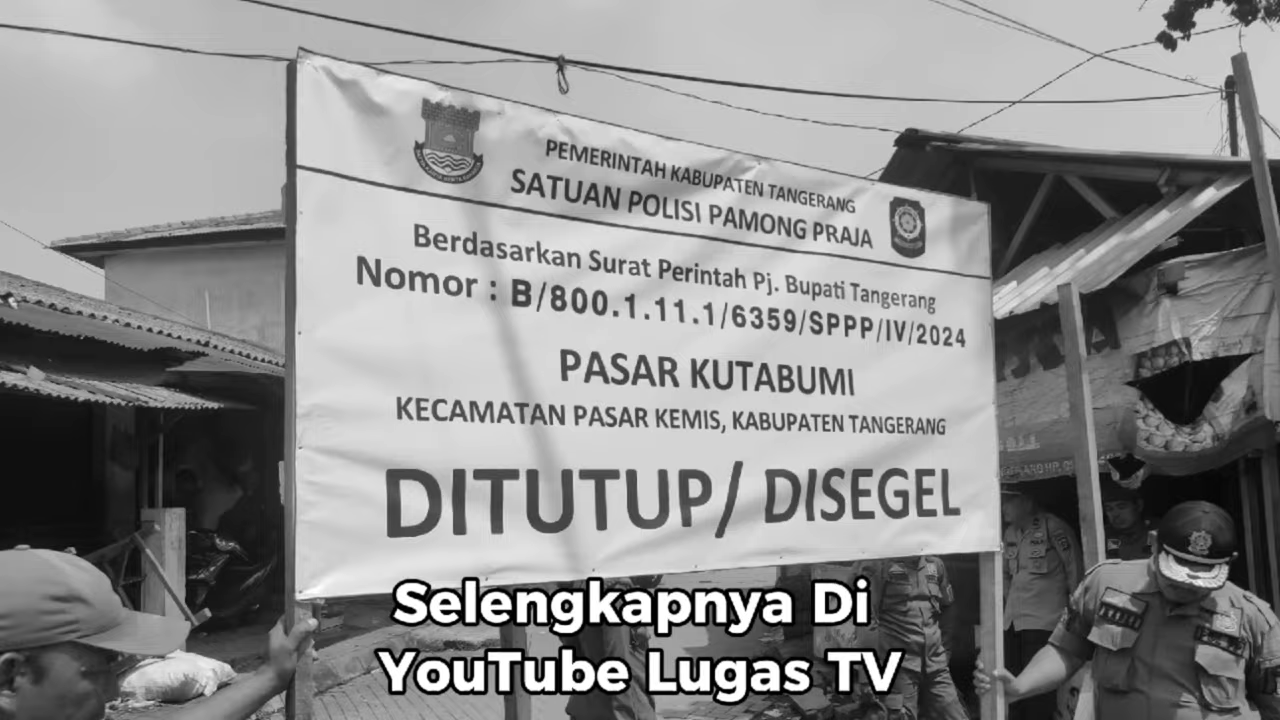 PEMERINTAH KABUPATEN TANGERANG
SATUAN POLISI PAMONG PRAJA
Berdasarkan Surat Perintah Pj. Bupati Tangerang
Nomor : B/800.1.11.1/6359/SPPP/IV/2024
PASAR KUTABUMI
KECAMATAN PASAR KEMIS, KABUPATEN TANGERANG
DITUTUP/ DISEGEL
Selengkapnya Di
YouTube Lugas TV